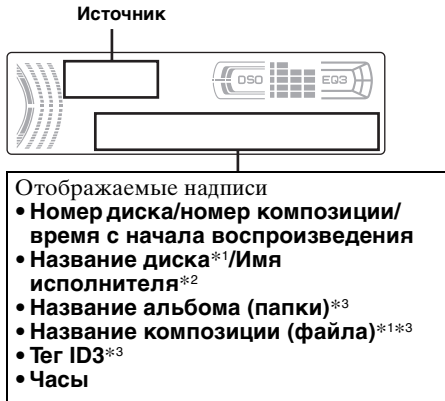 Источник
DSO
EQ3
Отображаемые надписи
• Номер диска/номер композиции/
время с начала воспроизведения
• Название диска*1/Имя
исполнителя*2
• Название альбома (папки)*3
• Название композиции (файла)*1*3
• Тег ID3*3
• Часы